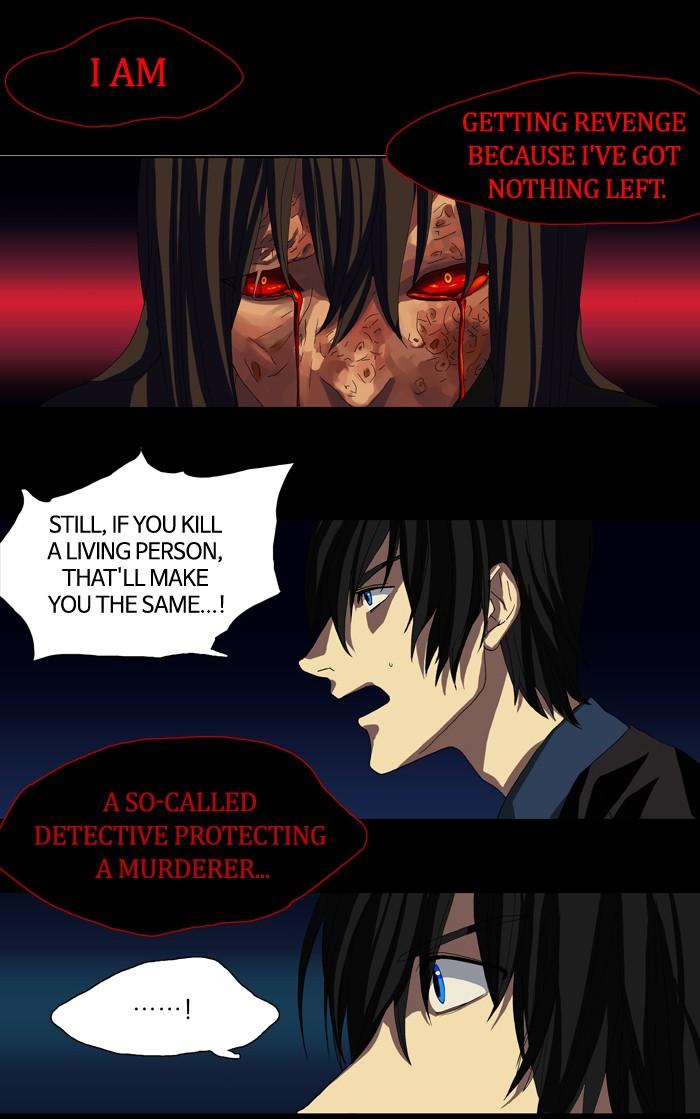 I AM
GETTING REVENGE
BECAUSE I'VE GOT
NOTHING LEFT.
STILL, IF YOU KILL
A LIVING PERSON,
THAT'LL MAKE
YOU THE SAME...!
A SO-CALLED
DETECTIVE PROTECTING
A MURDERER...
......!